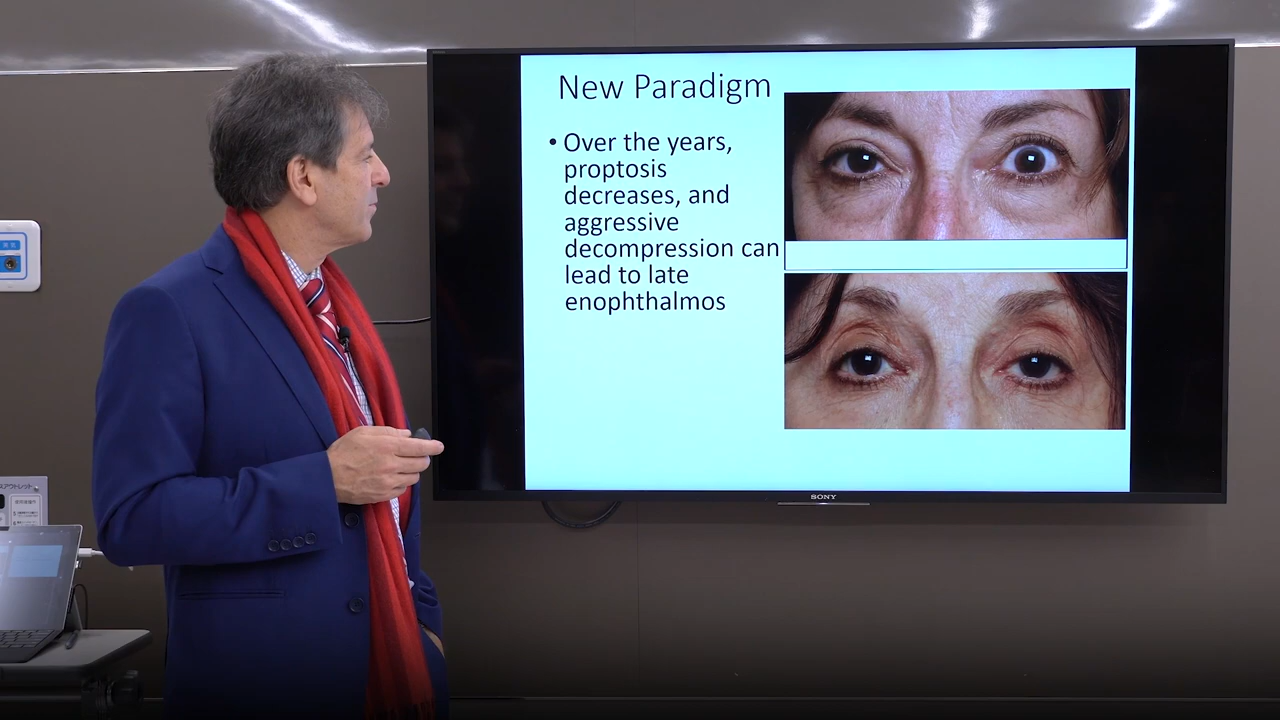 New Paradigm
• Over the years,
proptosis
decreases, and
aggressive
decompression can
lead to late
enophthalmos
SONY